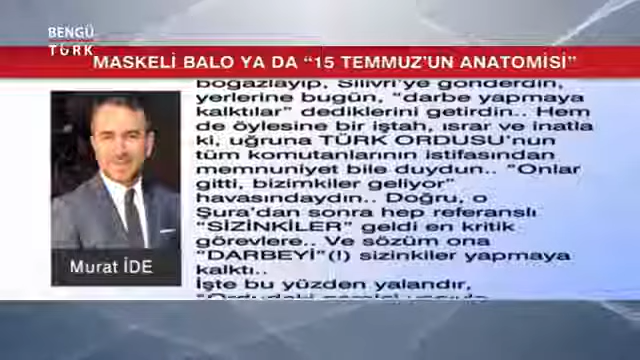 BENGÜ
TÜRK
MASKELİ BALO YA DA “15 TEMMUZ’UN ANATOMİSİ”
boğazlayıp, Silivri’ye gönderdin,
yerlerine bugün, “darbe yapmaya
kalktılar” dediklerini getirdin.. Hem
de öylesine bir iştah, ısrar ve inatla
ki, uğruna TÜRK ORDUSU’nun
tüm komutanlarının istifasından
memnuniyet bile duydun.. “Onlar
gitti, bizimkiler geliyor”
havasındaydın.. Doğru, o
Şura’dan sonra hep referanslı
“SİZİNKİLER” geldi en kritik
görevlere.. Ve sözüm ona
“DARBEYİ”(!) sizinkiler yapmaya
kalktı..
İşte bu yüzden yalandır,
Murat İDE